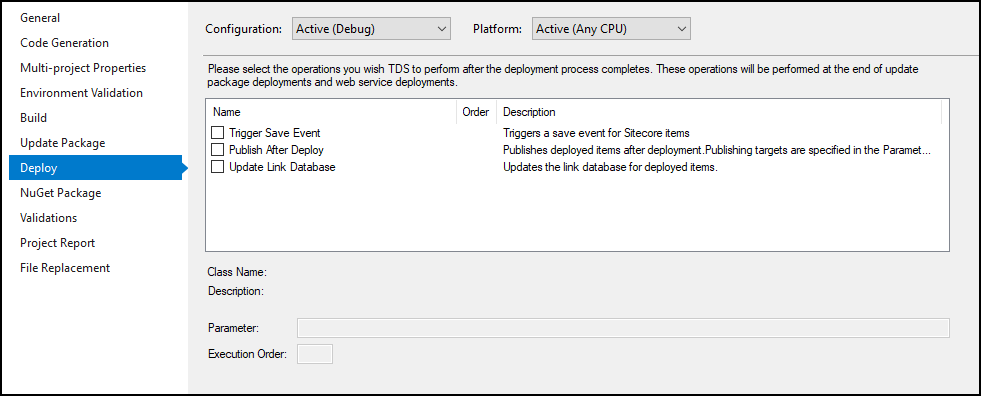 General
Code Generation
Multi-project Properties
Environment Validation
Build
Update Package
Deploy
NuGet Package
Validations
Project Report
File Replacement
Configuration: Active (Debug) Platform: Active (Any CPU)
Please select the operations you wish TDS to perform after the deployment process completes. These operations will be performed at the end of update
package deployments and web service deployments.
Name Order Description
Trigger Save Event Triggers a save event for Sitecore items
Publish After Deploy Publishes deployed items after deployment.Publishing targets are specified in the Paramet...
Update Link Database Updates the link database for deployed items.
Class Name:
Description:
Parameter:
Execution Order: